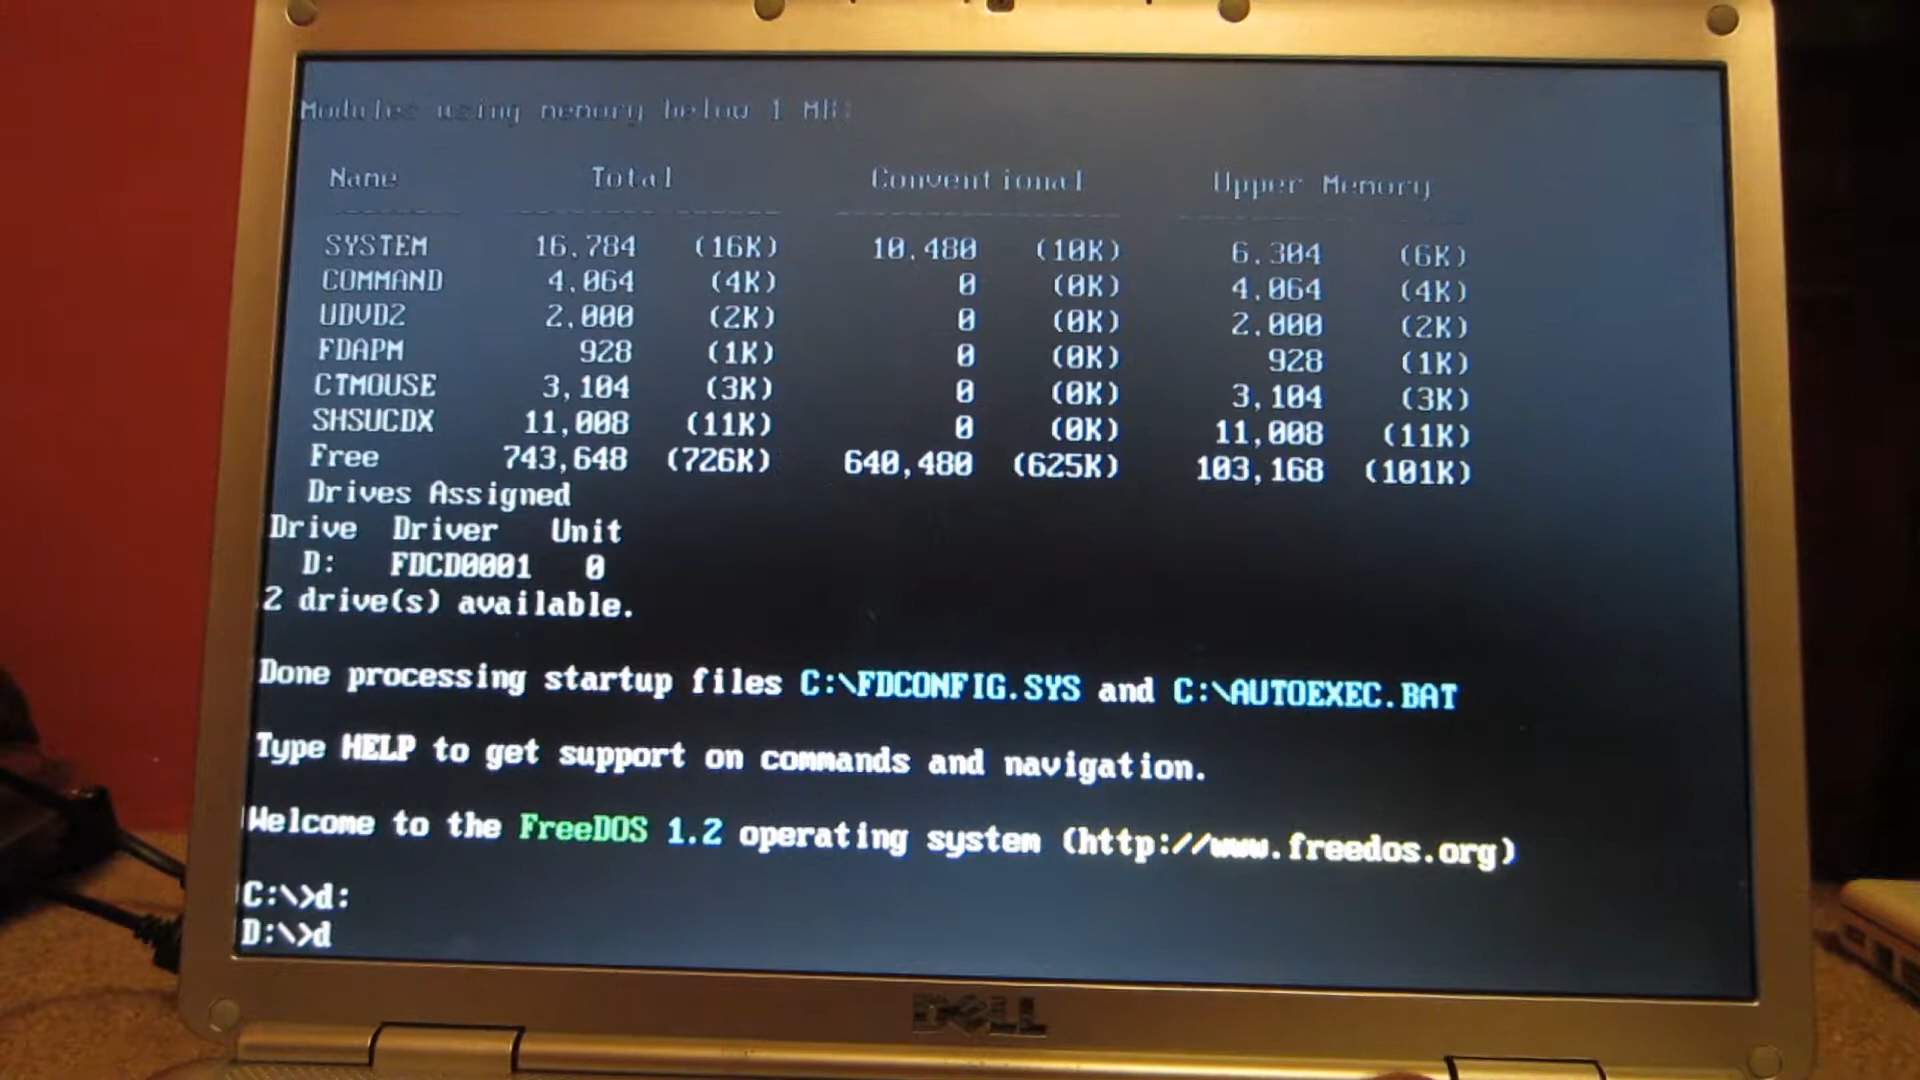 Modules using memory below 1 MB:
Name Total Conventional Upper Memory
SYSTEM 16,784 (16K) 10,480 (10K) 6,304 (6K)
COMMAND 4,064 (4K) 0 (0K) 4,064 (4K)
UDVD2 2,000 (2K) 0 (0K) 2,000 (2K)
FDAPM 928 (1K) 0 (0K) 928 (1K)
CTMOUSE 3,104 (3K) 0 (0K) 3,104 (3K)
SHSUCDX 11,008 (11K) 0 (0K) 11,008 (11K)
Free 743,648 (726K) 640,480 (625K) 103,168 (101K)
Drives Assigned
Drive Driver Unit
D: FDCD0001 0
2 drive(s) available.
Done processing startup files C:\FDCONFIG.SYS and C:\AUTOEXEC.BAT
Type HELP to get support on commands and navigation.
Welcome to the FreeDOS 1.2 operating system (http://www.freedos.org)
C:\>d:
D:\>d
DELL